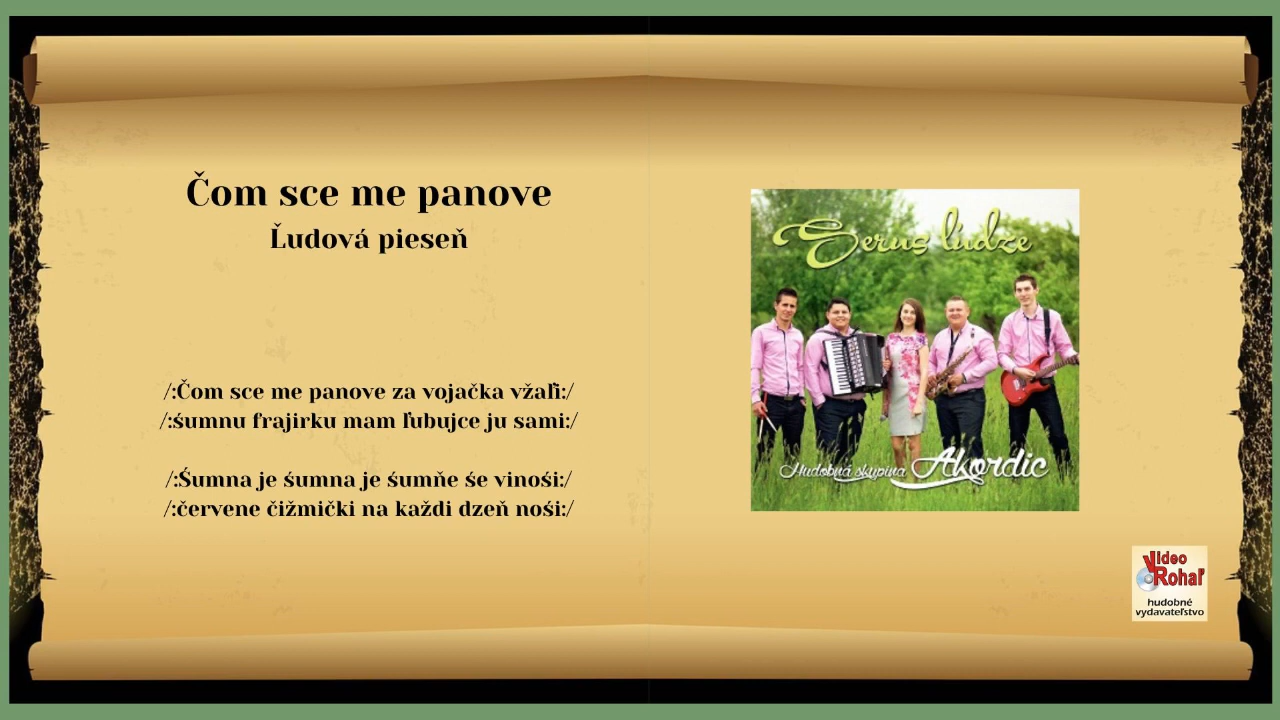 Čom sce me panove
Ľudová pieseň
/:Čom sce me panove za vojačka vžaľi:/
/:śumnu frajirku mam ľubujce ju sami:/
/:Śumna je śumna je śumňe śe vinośi:/
/:červene čižmički na každi dzeň nośi:/
Serus ľudze
Hudobná skupina Akordic
Video
Rohaľ
hudobné
vydavateľstvo